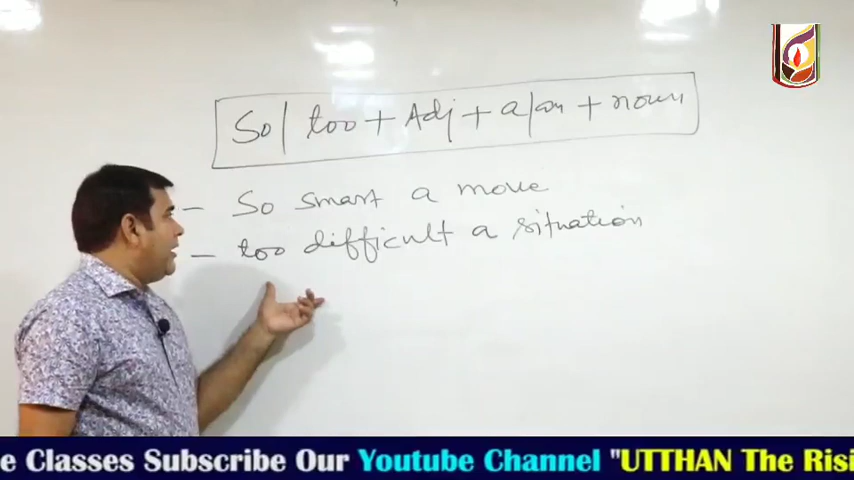 So| too + Adj + a/an + noun
- So smart a move
- too difficult a situation
e Classes Subscribe Our Youtube Channel "UTTHAN The Risi